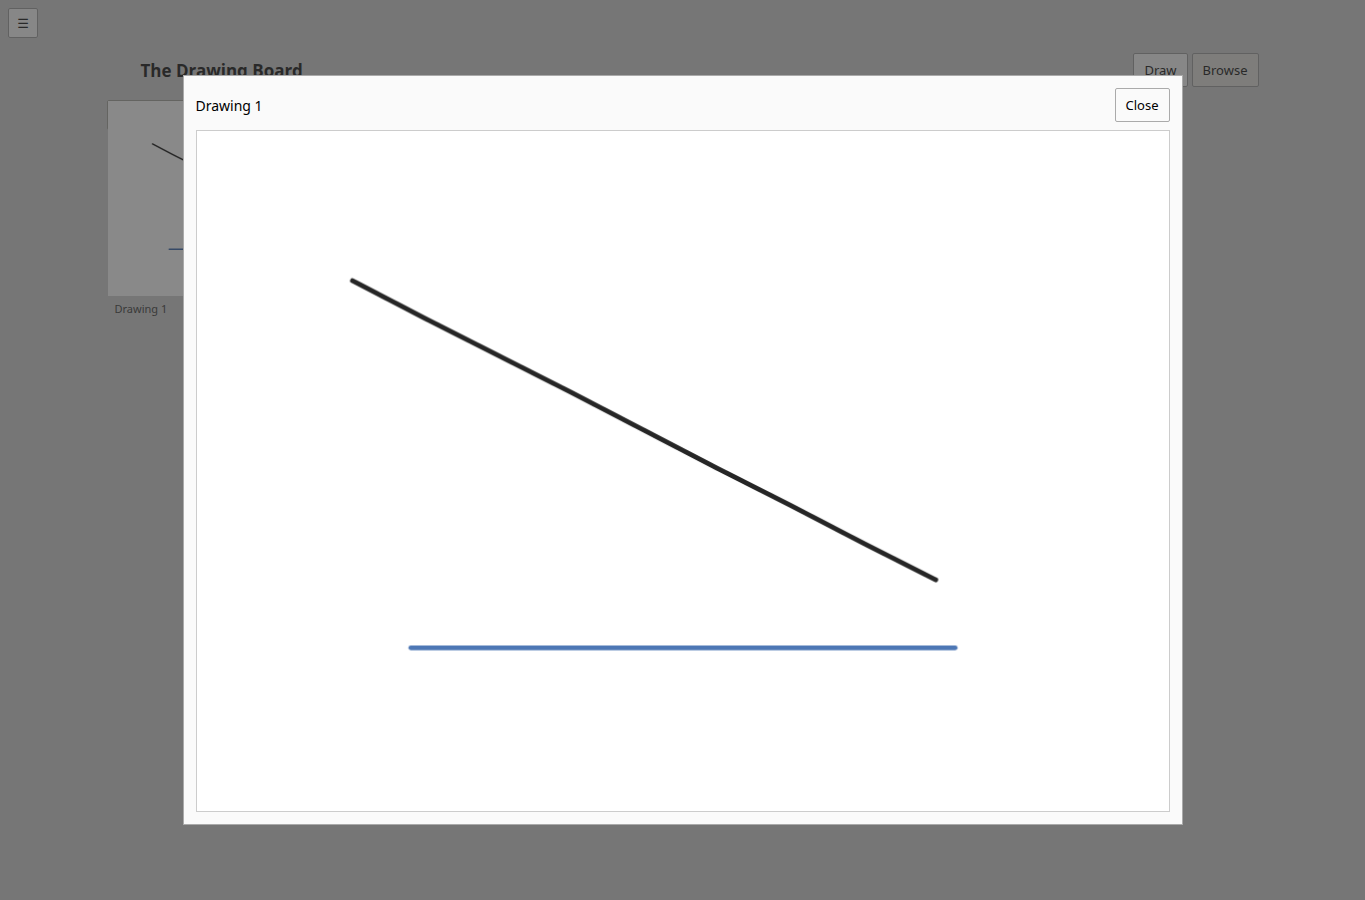 ☰
The Drawing Board
Draw
Browse
Drawing 1
Close
Drawing 1